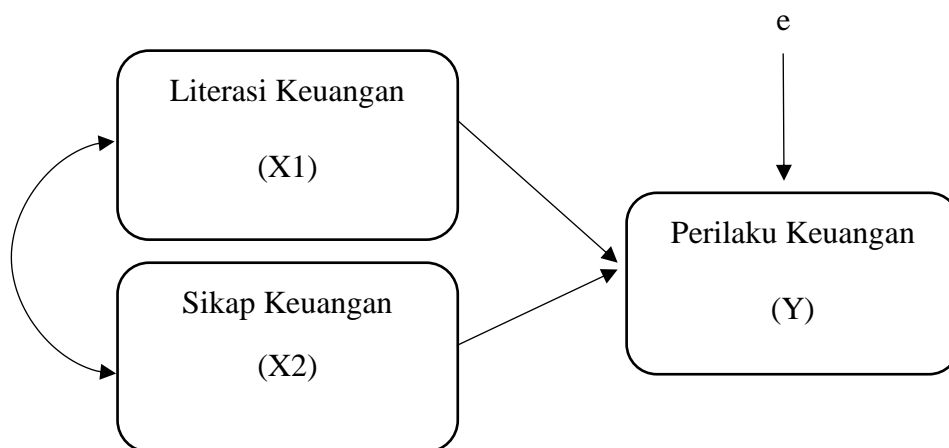 e
Literasi Keuangan
(X1)
Perilaku Keuangan
(Y)
Sikap Keuangan
(X2)